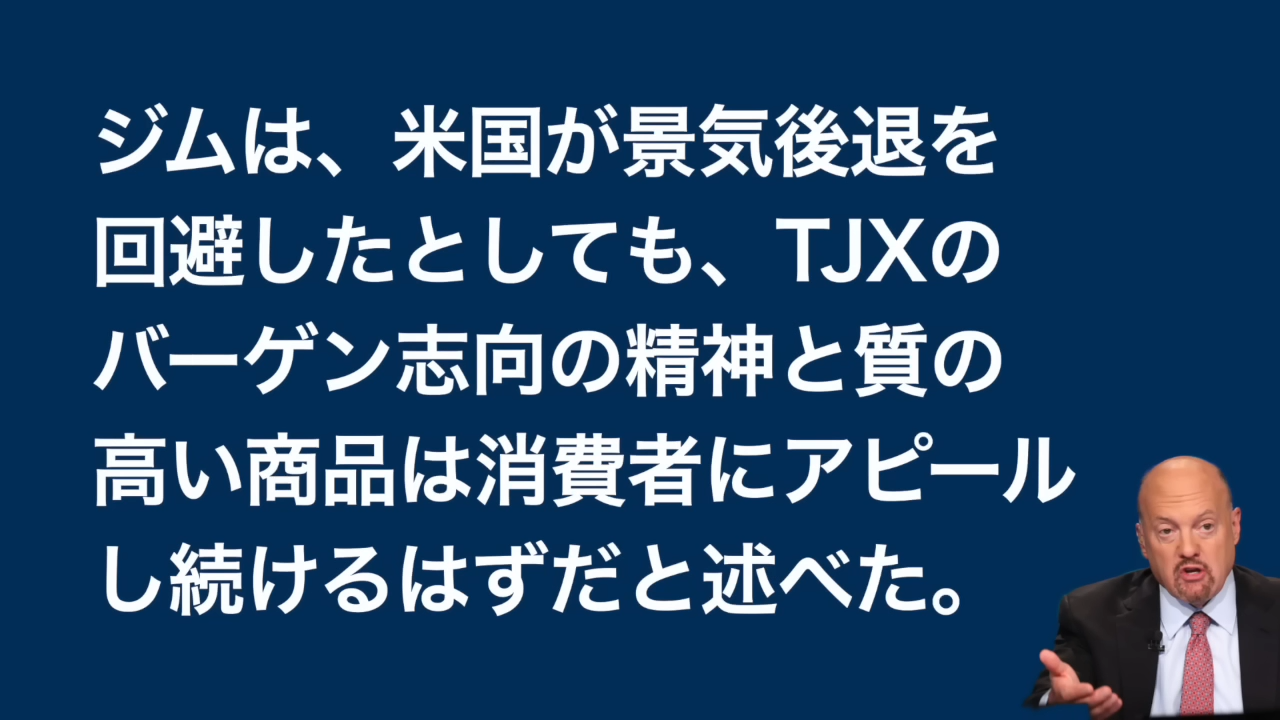 ジムは、米国が景気後退を
回避したとしても、TJXの
バーゲン志向の精神と質の
高い商品は消費者にアピール
し続けるはずだと述べた。